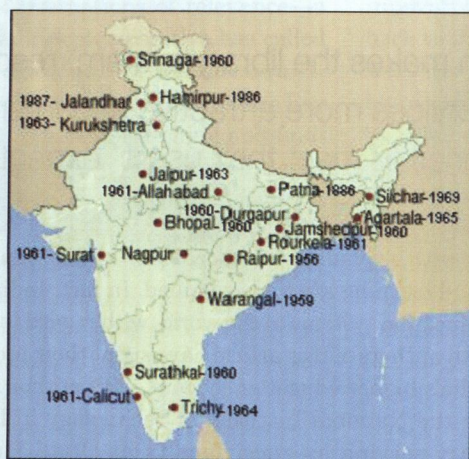 Srinagar-1960
1987- Jalandhar
Hamirpur-1986
1963- Kurukshetra
Jaipur-1963
1961-Allahabad
Patna-1886
Silchar-1969
1960-Durgapur
Agartala-1965
Bhopal-1960
Jamshedpur-1960
Rourkela-1961
1961-Surat
Nagpur
Raipur-1956
Warangal-1959
Surathkal-1960
1961-Calicut
Trichy-1964